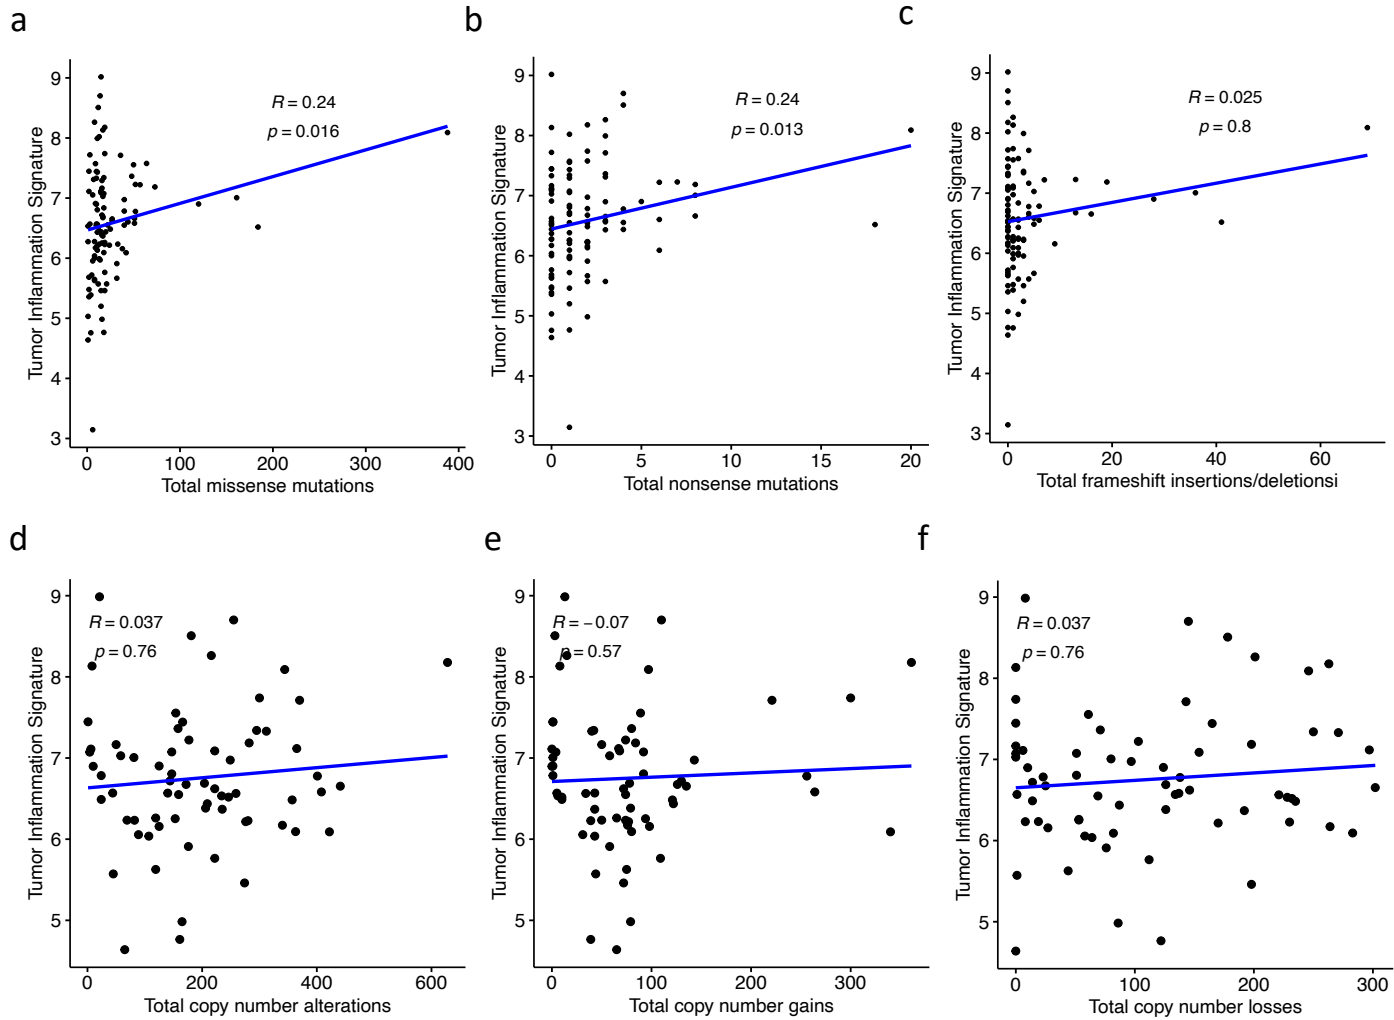 a
Tumor Inflammation Signature
9
8
7
6
5
4
3
R = 0.24
p = 0.016
0 100 200 300 400
Total missense mutations
b
Tumor Inflammation Signature
9
8
7
6
5
4
3
R = 0.24
p = 0.013
0 5 10 15 20
Total nonsense mutations
c
Tumor Inflammation Signature
9
8
7
6
5
4
3
R = 0.025
p = 0.8
0 20 40 60
Total frameshift insertions/deletionsi
d
Tumor Inflammation Signature
9
8
7
6
5
R = 0.037
p = 0.76
0 200 400 600
Total copy number alterations
e
Tumor Inflammation Signature
9
8
7
6
5
R = −0.07
p = 0.57
0 100 200 300
Total copy number gains
f
Tumor Inflammation Signature
9
8
7
6
5
R = 0.037
p = 0.76
0 100 200 300
Total copy number losses